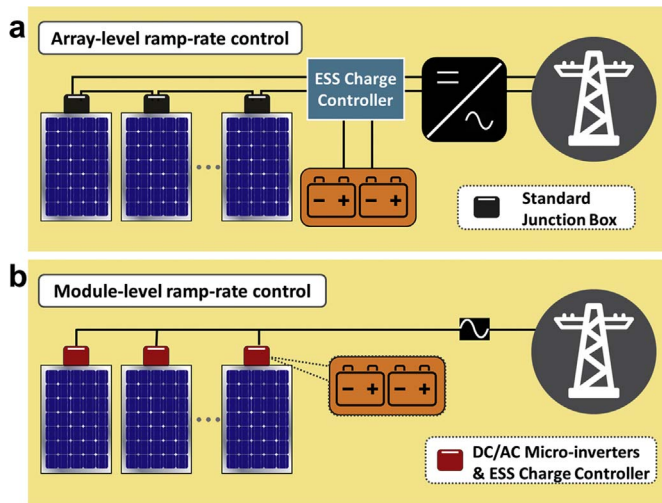 a
Array-level ramp-rate control
ESS Charge
Controller
− + − +
Standard
Junction Box
b
Module-level ramp-rate control
− + − +
DC/AC Micro-inverters
& ESS Charge Controller